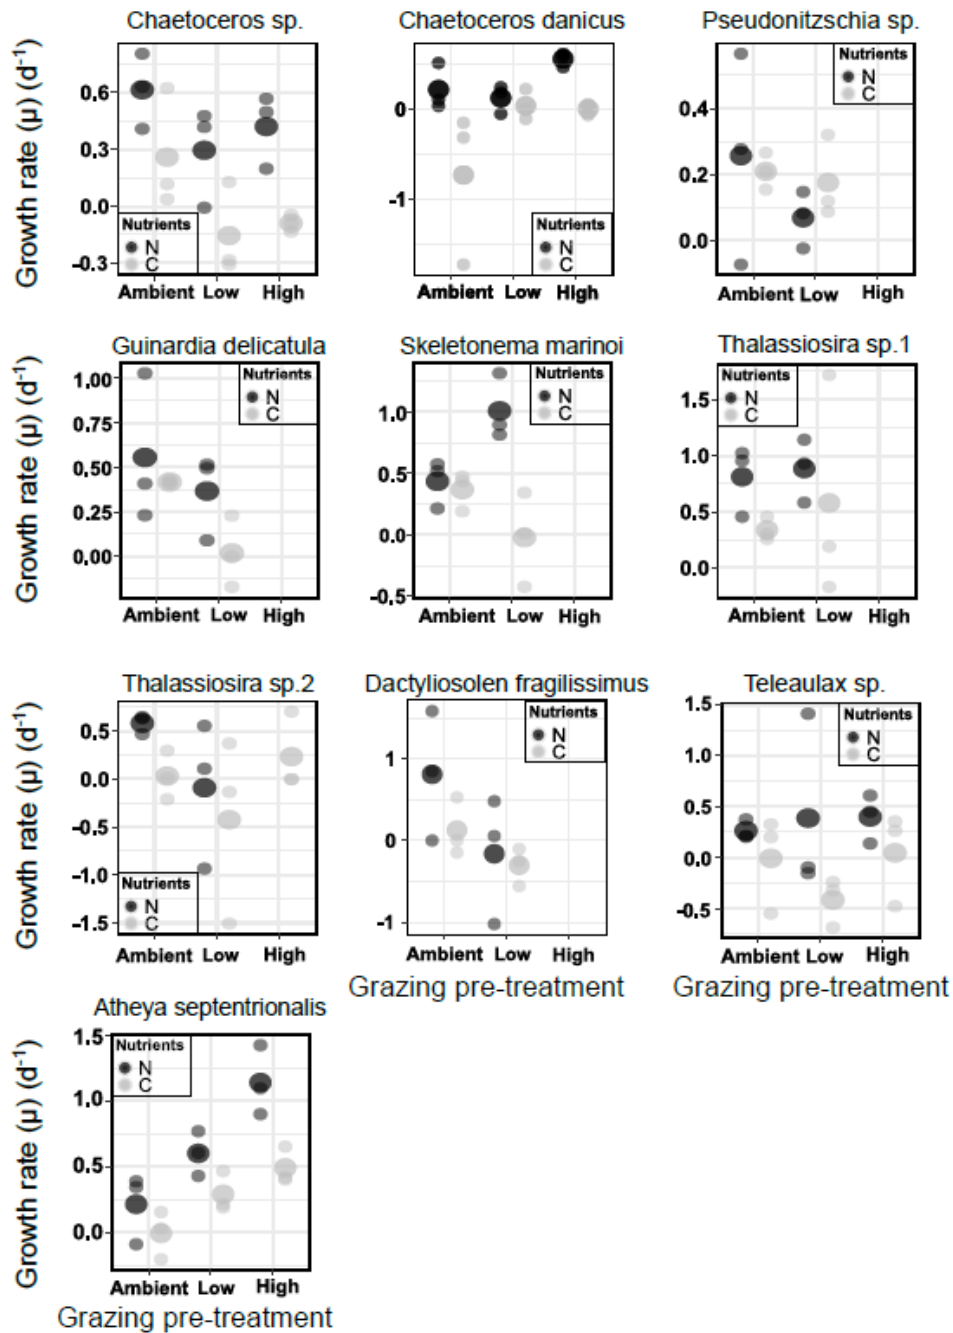 Chaetoceros sp.
Chaetoceros danicus
Pseudonitzschia sp.
Growth rate (μ) (d⁻¹)
0.6
0.3
0.0
-0.3
Nutrients
N
C
Ambient Low High
0
-1
Nutrients
N
C
Ambient Low High
0.4
0.2
0.0
Nutrients
N
C
Ambient Low High
Guinardia delicatula
Skeletonema marinoi
Thalassiosira sp.1
Growth rate (μ) (d⁻¹)
1.00
0.75
0.50
0.25
0.00
Nutrients
N
C
Ambient Low High
1.0
0.5
0.0
-0.5
Nutrients
N
C
Ambient Low High
1.5
1.0
0.5
0.0
Nutrients
N
C
Ambient Low High
Thalassiosira sp.2
Dactyliosolen fragilissimus
Teleaulax sp.
Growth rate (μ) (d⁻¹)
0.5
0.0
-0.5
-1.0
-1.5
Nutrients
N
C
Ambient Low High
1
0
-1
Nutrients
N
C
Ambient Low High
Grazing pre-treatment
1.5
1.0
0.5
0.0
-0.5
Nutrients
N
C
Ambient Low High
Grazing pre-treatment
Atheya septentrionalis
Growth rate (μ) (d⁻¹)
1.5
1.0
0.5
0.0
Nutrients
N
C
Ambient Low High
Grazing pre-treatment